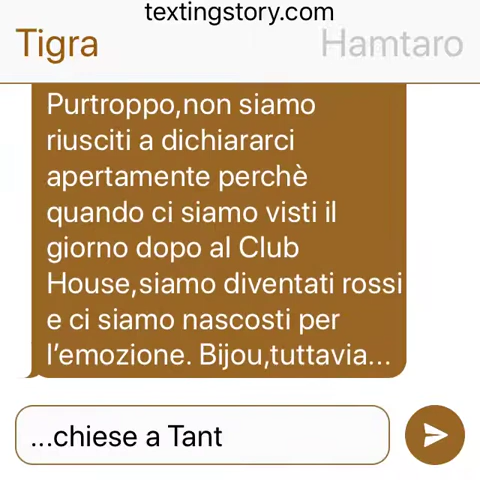 textingstory.com
Tigra Hamtaro
Purtroppo,non siamo
riusciti a dichiararci
apertamente perchè
quando ci siamo visti il
giorno dopo al Club
House,siamo diventati rossi
e ci siamo nascosti per
l’emozione. Bijou,tuttavia...
...chiese a Tant